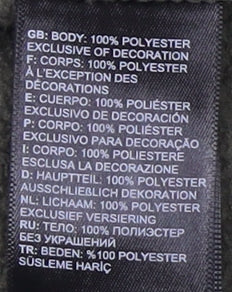 GB: BODY: 100% POLYESTER
EXCLUSIVE OF DECORATION
F: CORPS: 100% POLYESTER
À L'EXCEPTION DES
DÉCORATIONS
E: CUERPO: 100% POLIÉSTER
EXCLUSIVO DE DECORACIÓN
P: CORPO: 100% POLIÉSTER
EXCLUSIVO PARA DECORAÇÃO
I: CORPO: 100% POLIESTERE
ESCLUSA LA DECORAZIONE
D: HAUPTTEIL: 100% POLYESTER
AUSSCHLIEßLICH DEKORATION
NL: LICHAAM: 100% POLYESTER
EXCLUSIEF VERSIERING
RU: ТЕЛО: 100% ПОЛИЭСТЕР
БЕЗ УКРАШЕНИЙ
TR: BEDEN: %100 POLYESTER
SÜSLEME HARİÇ